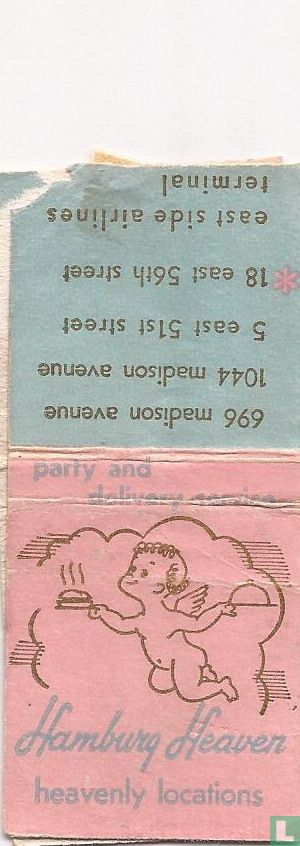 696 madison avenue
1044 madison avenue
5 east 51st street
* 18 east 56th street
east side airlines
terminal
party and
delivery service
Hamburg Heaven
heavenly locations
L